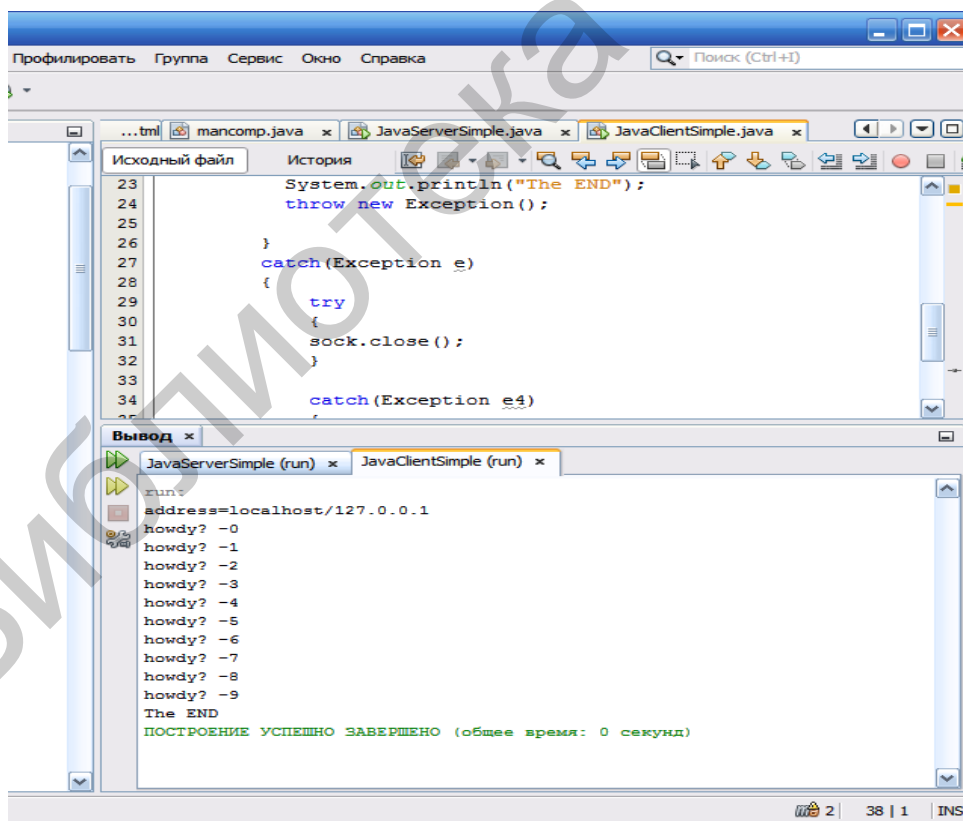 Профилировать Группа Сервис Окно Справка Поиск (Ctrl+I)
...tml mancomp.java x JavaServerSimple.java x JavaClientSimple.java x
Исходный файл История
23 System.out.println("The END");
24 throw new Exception();
25
26 }
27 catch(Exception e)
28 {
29 try
30 {
31 sock.close();
32 }
33
34 catch(Exception e4)
Вывод x
JavaServerSimple (run) x JavaClientSimple (run) x
run:
address=localhost/127.0.0.1
howdy? -0
howdy? -1
howdy? -2
howdy? -3
howdy? -4
howdy? -5
howdy? -6
howdy? -7
howdy? -8
howdy? -9
The END
ПОСТРОЕНИЕ УСПЕШНО ЗАВЕРШЕНО (общее время: 0 секунд)
2 38 | 1 INS
Библиотека